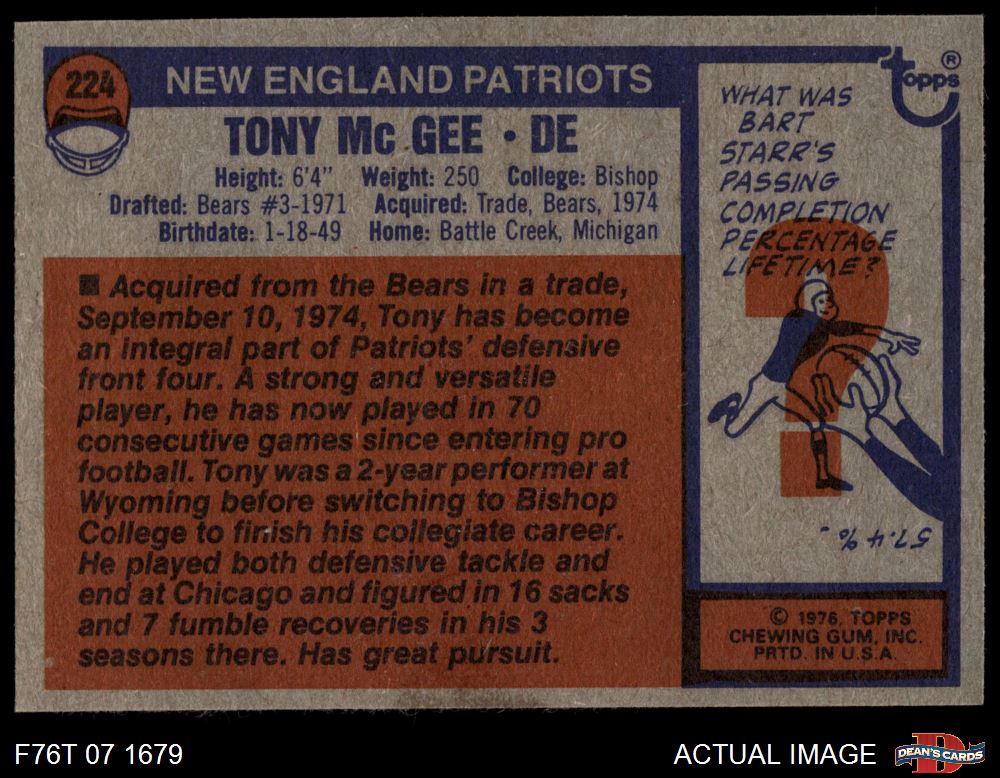 224
NEW ENGLAND PATRIOTS
TONY Mc GEE • DE
Height: 6'4" Weight: 250 College: Bishop
Drafted: Bears #3-1971 Acquired: Trade, Bears, 1974
Birthdate: 1-18-49 Home: Battle Creek, Michigan
■ Acquired from the Bears in a trade,
September 10, 1974, Tony has become
an integral part of Patriots' defensive
front four. A strong and versatile
player, he has now played in 70
consecutive games since entering pro
football. Tony was a 2-year performer at
Wyoming before switching to Bishop
College to finish his collegiate career.
He played both defensive tackle and
end at Chicago and figured in 16 sacks
and 7 fumble recoveries in his 3
seasons there. Has great pursuit.
topps ®
WHAT WAS
BART
STARR'S
PASSING
COMPLETION
PERCENTAGE
LIFETIME?
?
57.4 % -
© 1976, TOPPS
CHEWING GUM, INC.
PRTD. IN U.S.A.
F76T 07 1679
ACTUAL IMAGE
D
DEAN'S CARDS